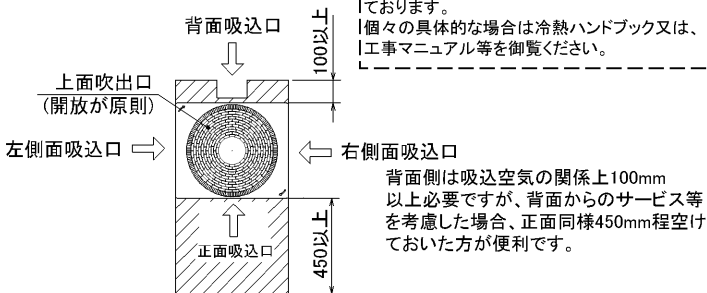 ております。
個々の具体的な場合は冷熱ハンドブック又は、
工事マニュアル等を御覧ください。
背面吸込口
100以上
上面吹出口
(開放が原則)
左側面吸込口
右側面吸込口
背面側は吸込空気の関係上100mm
以上必要ですが、背面からのサービス等
を考慮した場合、正面同様450mm程空け
ておいた方が便利です。
正面吸込口
450以上